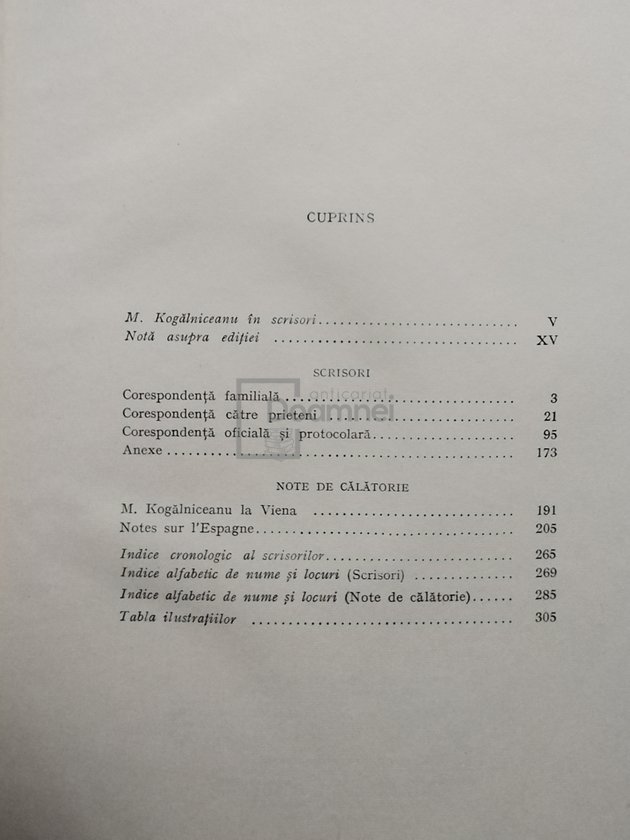 CUPRINS
M. Kogălniceanu în scrisori............................ V
Notă asupra ediției .................................. XV
SCRISORI
Corespondență familială ................................. 3
anticariat
Corespondență către prieteni ........................... 21
Doamnei
Corespondență oficială și protocolară.................... 95
Anexe ............................................... 173
NOTE DE CĂLĂTORIE
M. Kogălniceanu la Viena ............................ 191
Notes sur l'Espagne................................... 205
Indice cronologic al scrisorilor.......................... 265
Indice alfabetic de nume și locuri (Scrisori) .............. 269
Indice alfabetic de nume și locuri (Note de călătorie)...... 285
Tabla ilustrațiilor .................................... 305